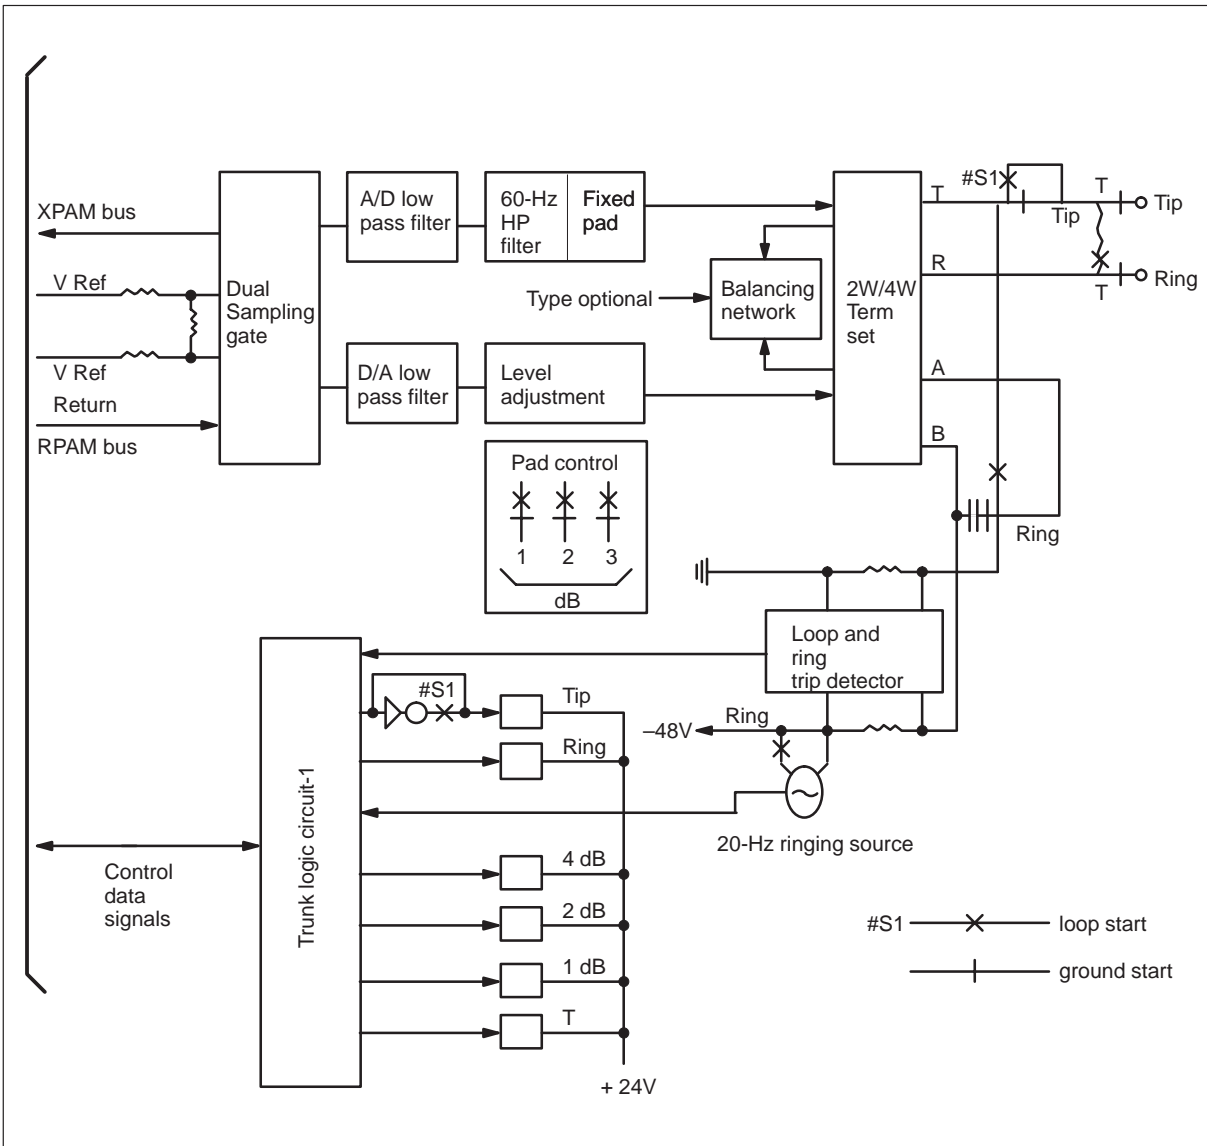 #S1
T
T
Tip
Tip
XPAM bus
A/D low
pass filter
60-Hz
HP
filter
Fixed
pad
V Ref
Dual
Sampling
gate
Type optional
Balancing
network
2W/4W
Term
set
R
T
Ring
V Ref
Return
RPAM bus
D/A low
pass filter
Level
adjustment
A
B
Pad control
1 2 3
dB
Ring
Loop and
ring
trip detector
Trunk logic circuit-1
#S1
Tip
Ring
–48V
Ring
20-Hz ringing source
Control
data
signals
4 dB
2 dB
1 dB
T
+ 24V
#S1
loop start
ground start